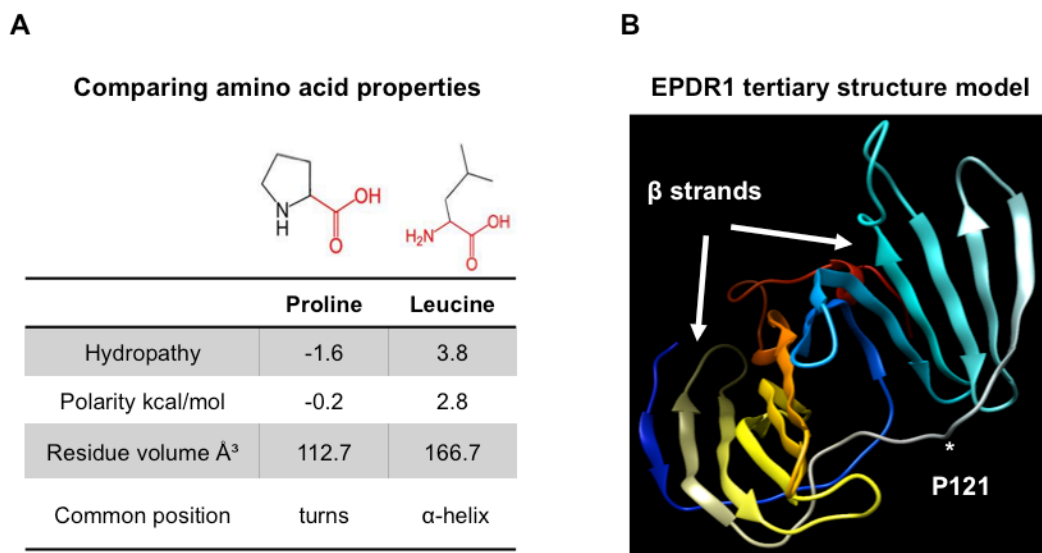 A
Comparing amino acid properties
N
H
OH
O
H₂N
OH
O
Proline Leucine
Hydropathy -1.6 3.8
Polarity kcal/mol -0.2 2.8
Residue volume Å³ 112.7 166.7
Common position turns α-helix
B
EPDR1 tertiary structure model
β strands
*
P121